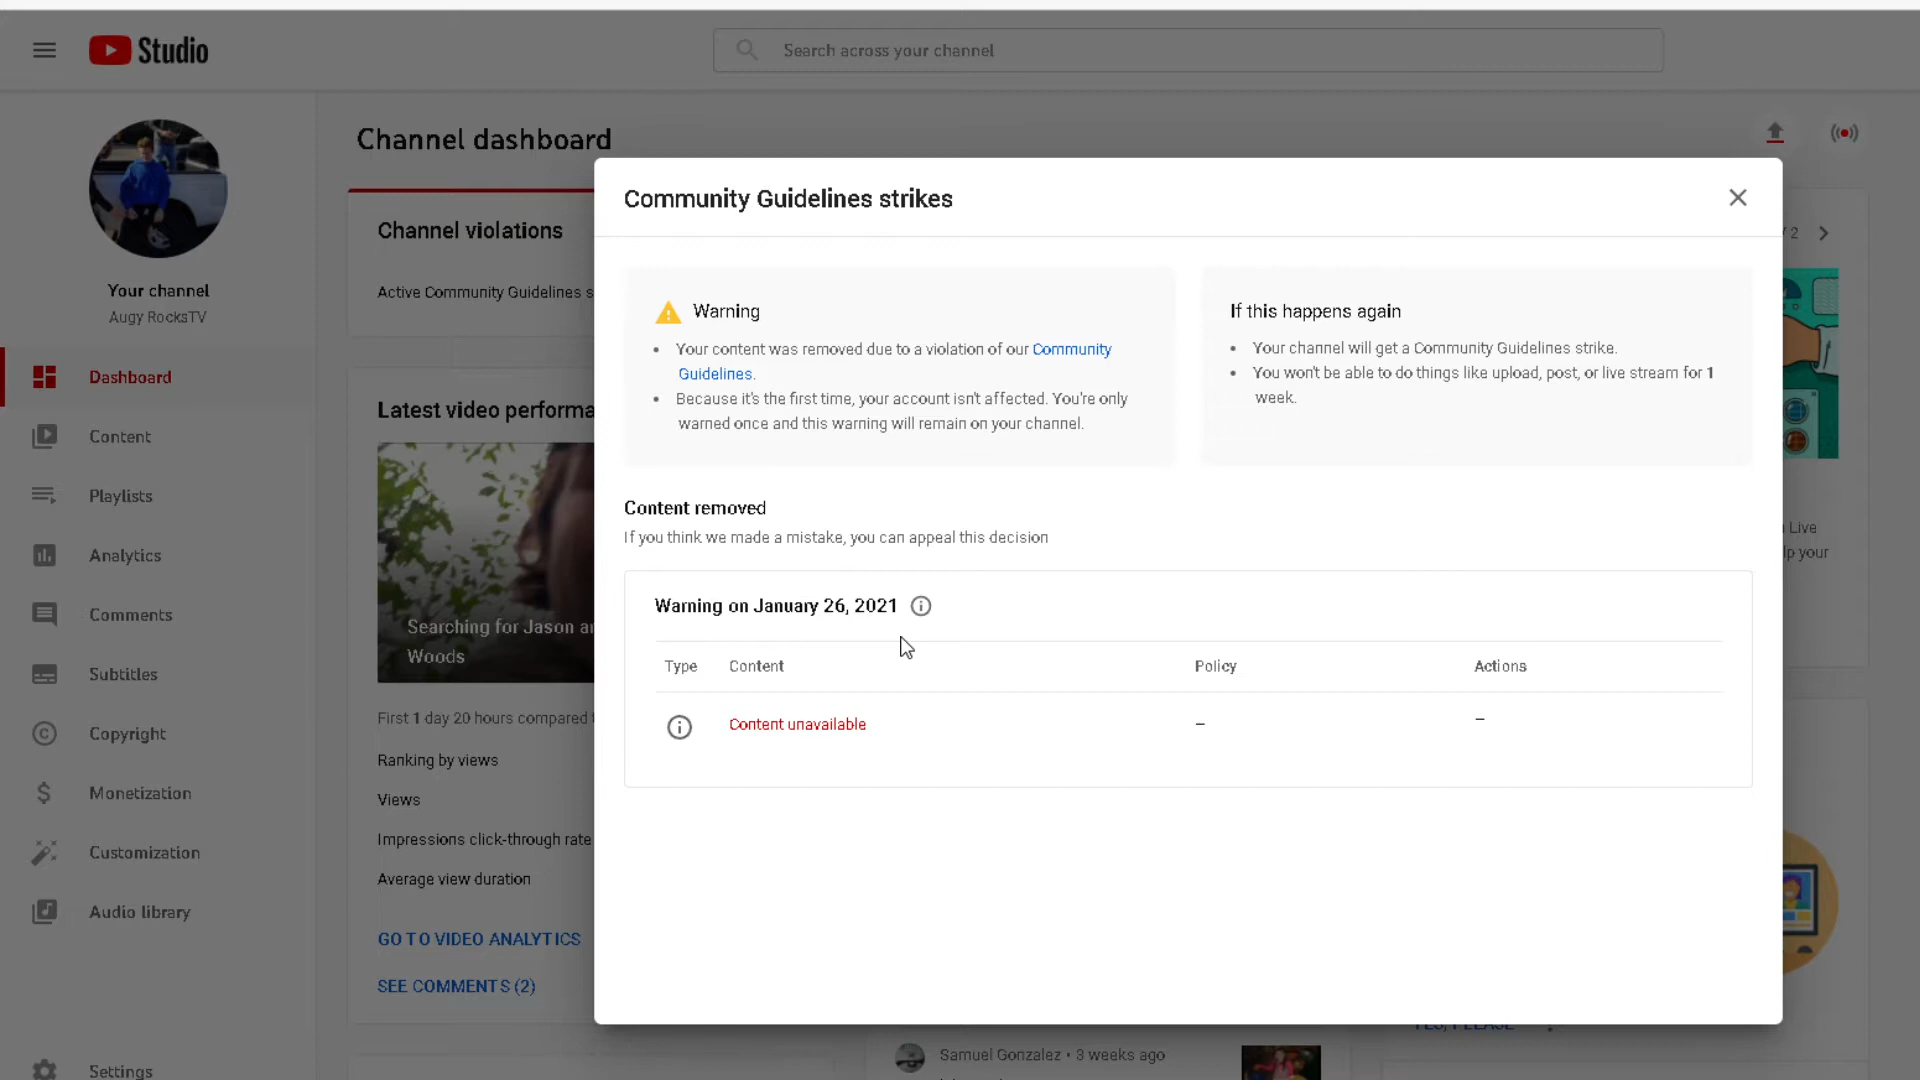 Studio
Search across your channel
Channel dashboard
Your channel
Augy RocksTV
Dashboard
Content
Playlists
Analytics
Comments
Subtitles
Copyright
Monetization
Customization
Audio library
Settings
Channel violations
Active Community Guidelines s
Latest video performa
Searching for Jason an
Woods
First 1 day 20 hours compared t
Ranking by views
Views
Impressions click-through rate
Average view duration
GO TO VIDEO ANALYTICS
SEE COMMENTS (2)
Community Guidelines strikes
Warning
Your content was removed due to a violation of our Community
Guidelines.
Because it's the first time, your account isn't affected. You're only
warned once and this warning will remain on your channel.
If this happens again
Your channel will get a Community Guidelines strike.
You won't be able to do things like upload, post, or live stream for 1
week.
Content removed
If you think we made a mistake, you can appeal this decision
Warning on January 26, 2021
Type Content Policy Actions
Content unavailable – –
/ 2
Live
lp your
Samuel Gonzalez • 3 weeks ago